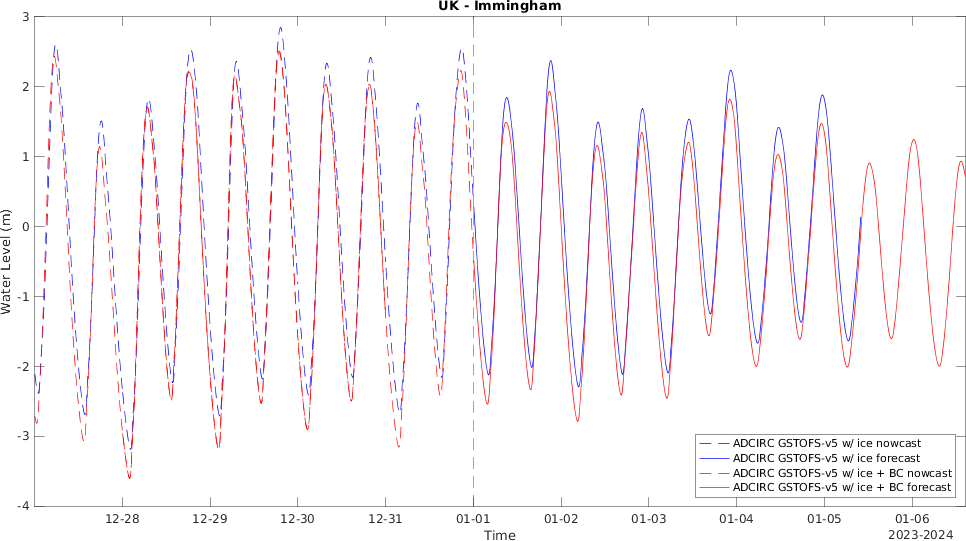 UK - Immingham
3
2
1
0
-1
-2
-3
-4
Water Level (m)
12-28 12-29 12-30 12-31 01-01 01-02 01-03 01-04 01-05 01-06
Time
2023-2024
ADCIRC GSTOFS-v5 w/ ice nowcast
ADCIRC GSTOFS-v5 w/ ice forecast
ADCIRC GSTOFS-v5 w/ ice + BC nowcast
ADCIRC GSTOFS-v5 w/ ice + BC forecast